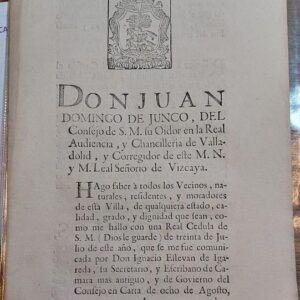 DON JUAN
DOMINGO DE JUNCO, DEL
Consejo de S. M. su Oidor en la Real
Audiencia, y Chancilleria de Valla-
dolid, y Corregidor de este M. N.
y M. Leal Señorio de Vizcaya.
HAgo saber à todos los Vecinos, na-
turales, residentes, y moradores
de esta Villa, de qualquiera estado, ca-
lidad, grado, y dignidad que sean, co-
mo me hallo con una Real Cedula de
S. M. (Dios le guarde) de treinta de Ju-
lio de este año, que se me fue comuni-
cada por Don Ignacio Estevan de Iga-
reda, su Secretario, y Escribano de Ca-
mara mas antiguo, y de Govierno del
Consejo en Carta de ocho de Agosto,